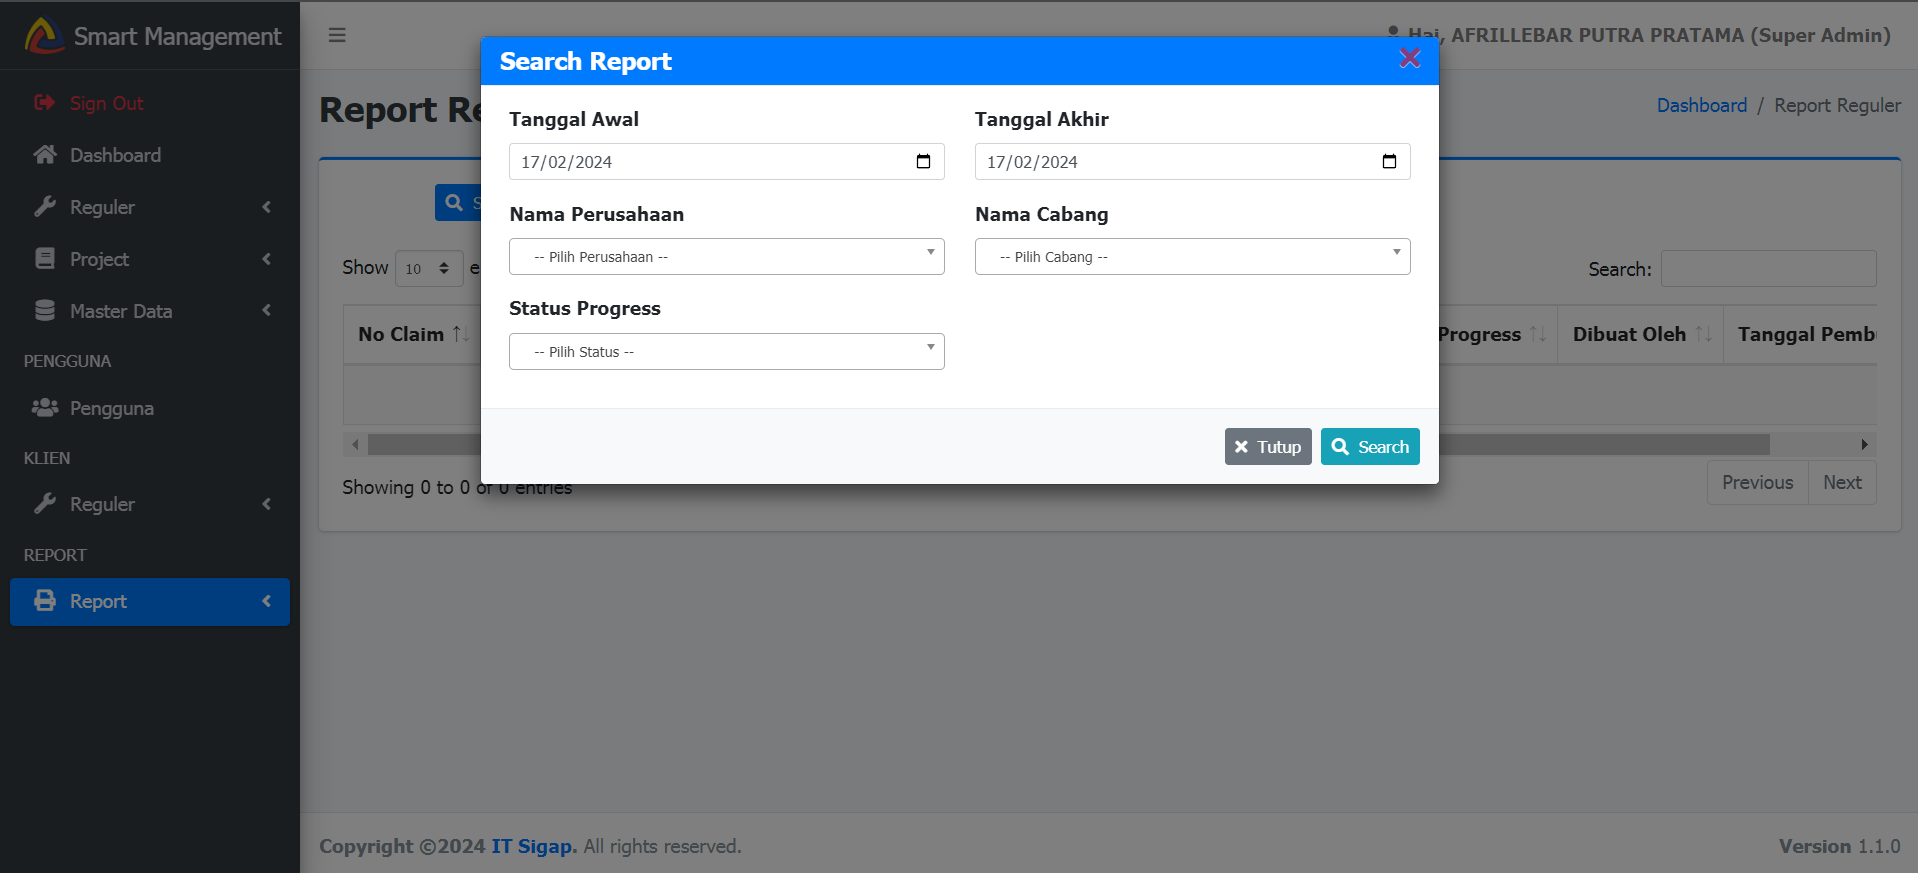 Smart Management
Hai, AFRILLEBAR PUTRA PRATAMA (Super Admin)
Sign Out
Dashboard
Reguler
Project
Master Data
PENGGUNA
Pengguna
KLIEN
Reguler
REPORT
Report
Report Re
Dashboard / Report Reguler
Search Report
Tanggal Awal
Tanggal Akhir
17/02/2024
17/02/2024
Nama Perusahaan
Nama Cabang
-- Pilih Perusahaan --
-- Pilih Cabang --
Status Progress
-- Pilih Status --
Tutup
Search
S
Show 10 e
Search:
No Claim
Progress
Dibuat Oleh
Tanggal Pemb
Showing 0 to 0 of 0 entries
Previous
Next
Copyright ©2024 IT Sigap. All rights reserved.
Version 1.1.0